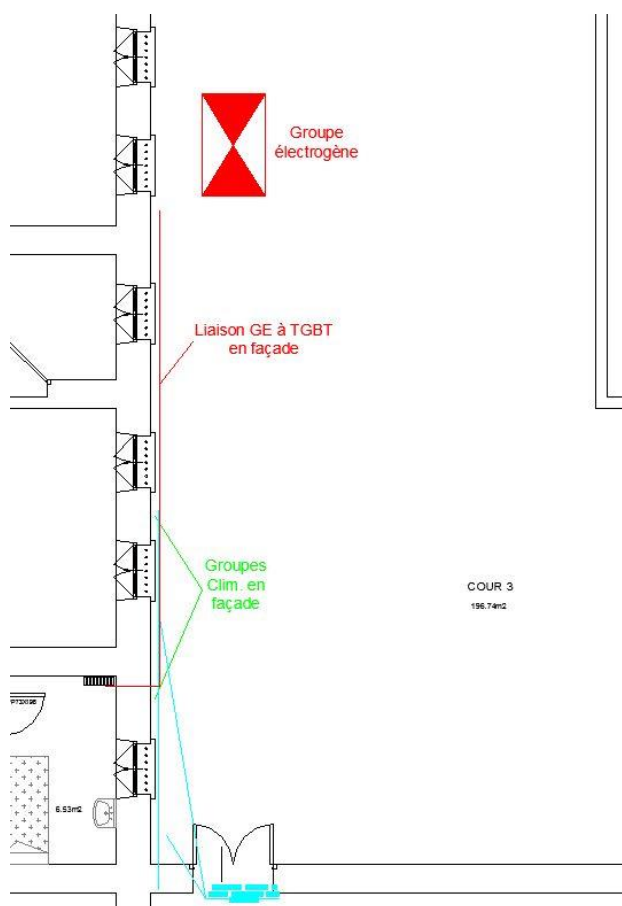 Groupe
électrogène
Liaison GE à TGBT
en façade
Groupes
Clim. en
façade
COUR 3
196.74m2
6.53m2